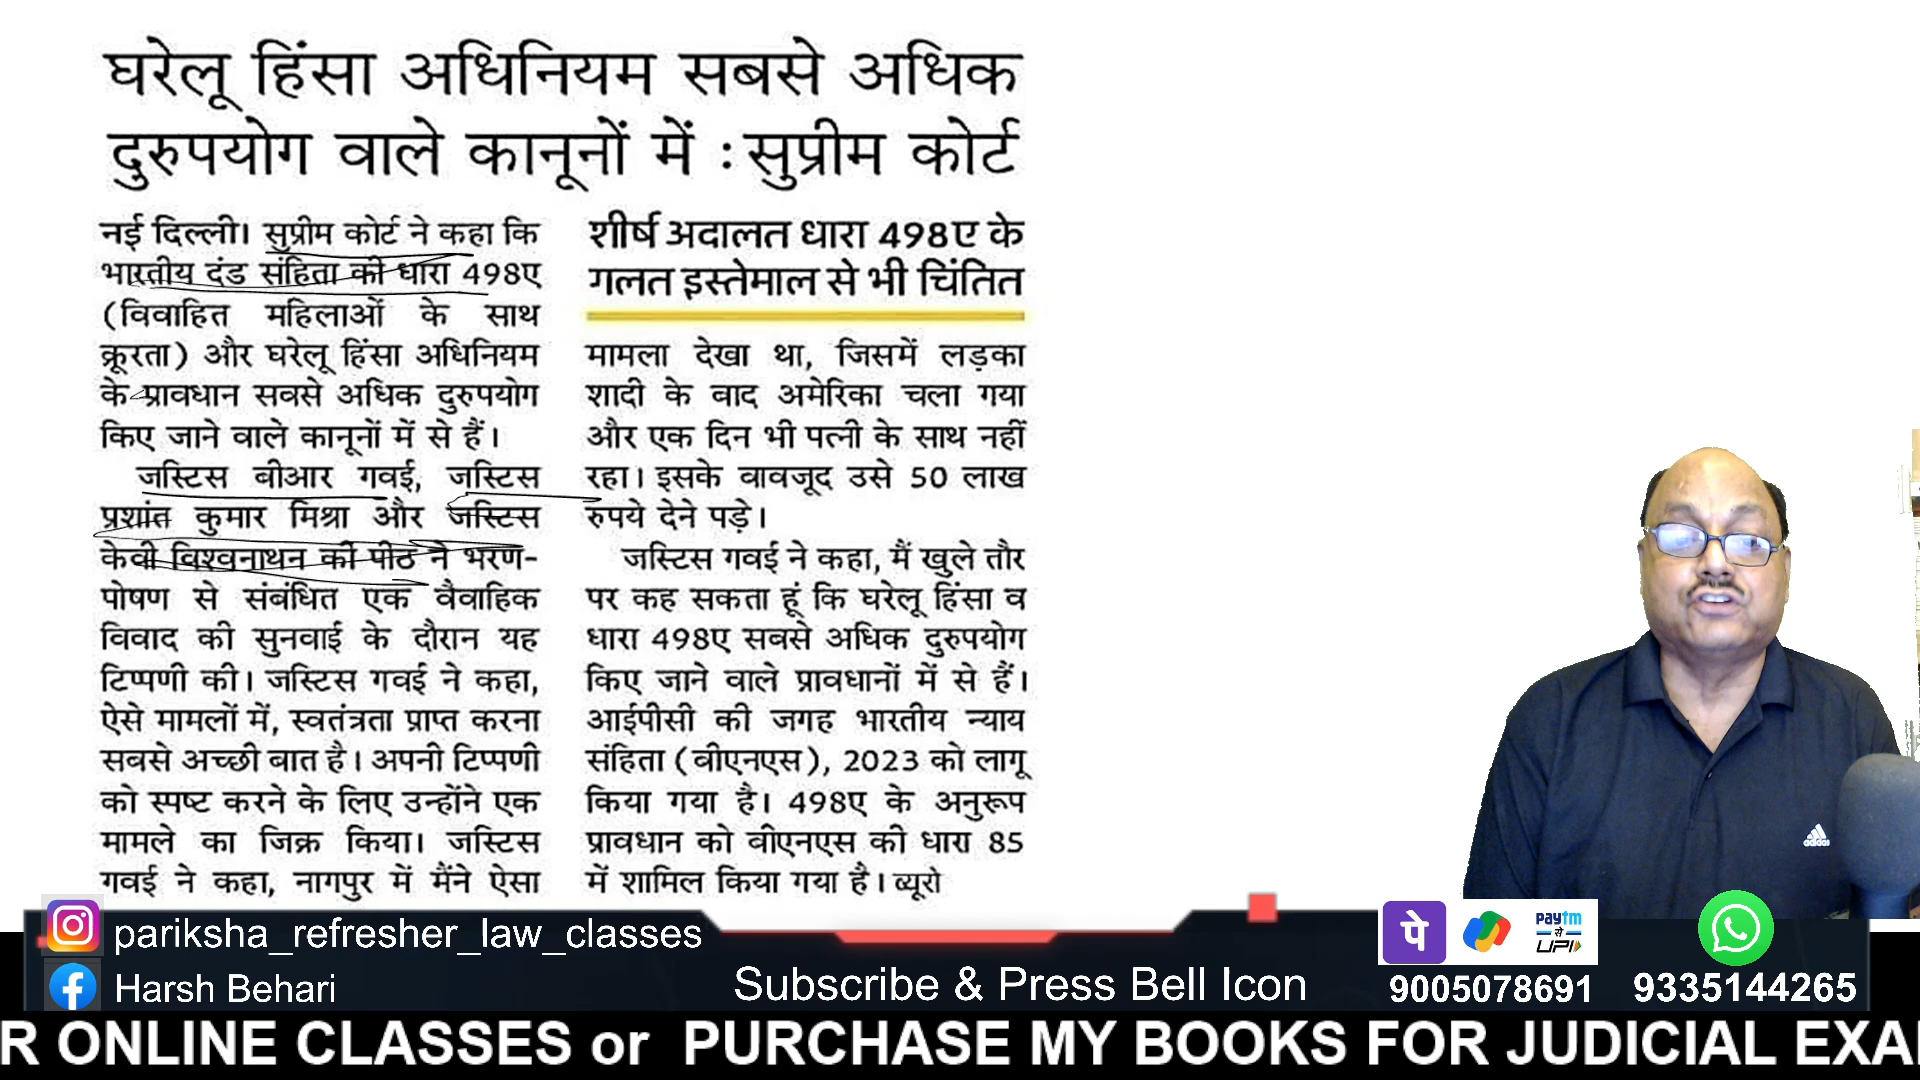 घरेलू हिंसा अधिनियम सबसे अधिक
दुरुपयोग वाले कानूनों में : सुप्रीम कोर्ट
नई दिल्ली। सुप्रीम कोर्ट ने कहा कि
भारतीय दंड संहिता की धारा 498ए
(विवाहित महिलाओं के साथ
क्रूरता) और घरेलू हिंसा अधिनियम
के प्रावधान सबसे अधिक दुरुपयोग
किए जाने वाले कानूनों में से हैं।
जस्टिस बीआर गवई, जस्टिस
प्रशांत कुमार मिश्रा और जस्टिस
केवी विश्वनाथन की पीठ ने भरण-
पोषण से संबंधित एक वैवाहिक
विवाद की सुनवाई के दौरान यह
टिप्पणी की। जस्टिस गवई ने कहा,
ऐसे मामलों में, स्वतंत्रता प्राप्त करना
सबसे अच्छी बात है। अपनी टिप्पणी
को स्पष्ट करने के लिए उन्होंने एक
मामले का जिक्र किया। जस्टिस
गवई ने कहा, नागपुर में मैंने ऐसा
शीर्ष अदालत धारा 498ए के
गलत इस्तेमाल से भी चिंतित
मामला देखा था, जिसमें लड़का
शादी के बाद अमेरिका चला गया
और एक दिन भी पत्नी के साथ नहीं
रहा। इसके बावजूद उसे 50 लाख
रुपये देने पड़े।
जस्टिस गवई ने कहा, मैं खुले तौर
पर कह सकता हूं कि घरेलू हिंसा व
धारा 498ए सबसे अधिक दुरुपयोग
किए जाने वाले प्रावधानों में से हैं।
आईपीसी की जगह भारतीय न्याय
संहिता (बीएनएस), 2023 को लागू
किया गया है। 498ए के अनुरूप
प्रावधान को बीएनएस की धारा 85
में शामिल किया गया है। ब्यूरो
adidas
pariksha_refresher_law_classes
Harsh Behari
Subscribe & Press Bell Icon
पे
paytm
से
UPI
9005078691
9335144265
R ONLINE CLASSES or PURCHASE MY BOOKS FOR JUDICIAL EXA